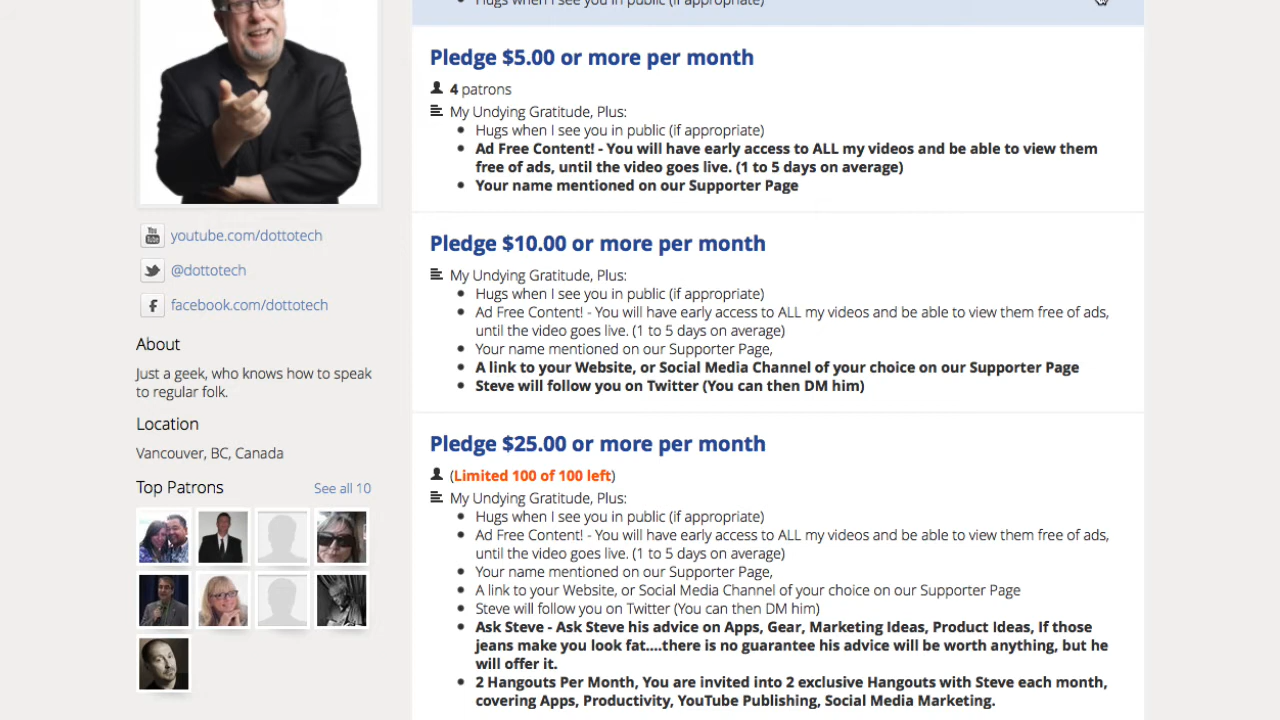 Hugs when I see you in public (if appropriate)
Pledge $5.00 or more per month
4 patrons
My Undying Gratitude, Plus:
Hugs when I see you in public (if appropriate)
Ad Free Content! - You will have early access to ALL my videos and be able to view them
free of ads, until the video goes live. (1 to 5 days on average)
Your name mentioned on our Supporter Page
Pledge $10.00 or more per month
My Undying Gratitude, Plus:
Hugs when I see you in public (if appropriate)
Ad Free Content! - You will have early access to ALL my videos and be able to view them free of ads,
until the video goes live. (1 to 5 days on average)
Your name mentioned on our Supporter Page,
A link to your Website, or Social Media Channel of your choice on our Supporter Page
Steve will follow you on Twitter (You can then DM him)
Pledge $25.00 or more per month
(Limited 100 of 100 left)
My Undying Gratitude, Plus:
Hugs when I see you in public (if appropriate)
Ad Free Content! - You will have early access to ALL my videos and be able to view them free of ads,
until the video goes live. (1 to 5 days on average)
Your name mentioned on our Supporter Page,
A link to your Website, or Social Media Channel of your choice on our Supporter Page
Steve will follow you on Twitter (You can then DM him)
Ask Steve - Ask Steve his advice on Apps, Gear, Marketing Ideas, Product Ideas, If those
jeans make you look fat....there is no guarantee his advice will be worth anything, but he
will offer it.
2 Hangouts Per Month, You are invited into 2 exclusive Hangouts with Steve each month,
covering Apps, Productivity, YouTube Publishing, Social Media Marketing.
You Tube
youtube.com/dottotech
@dottotech
facebook.com/dottotech
About
Just a geek, who knows how to speak
to regular folk.
Location
Vancouver, BC, Canada
Top Patrons
See all 10